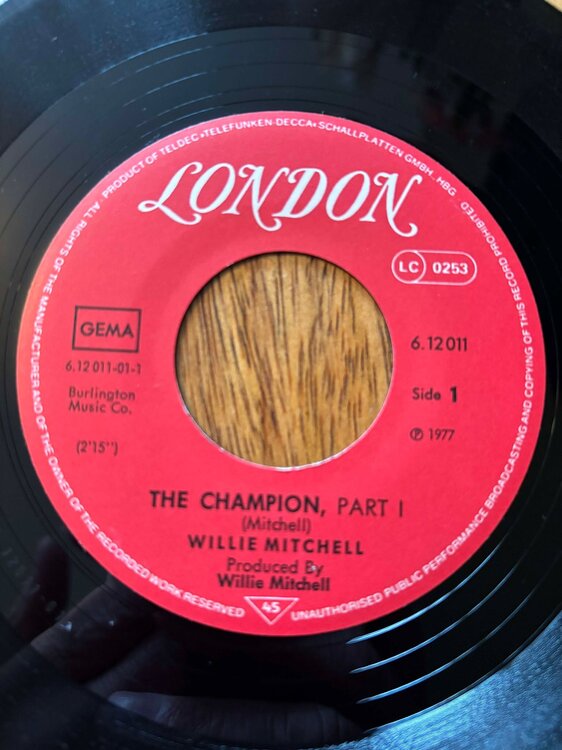 ALL RIGHTS OF THE MANUFACTURER AND OF THE OWNER OF THE RECORDED WORK RESERVED
PRODUCT OF TELDEC »TELEFUNKEN-DECCA« SCHALLPLATTEN GMBH., HBG
UNAUTHORISED PUBLIC PERFORMANCE BROADCASTING AND COPYING OF THIS RECORD PROHIBITED
LONDON
LC 0253
GEMA
6.12 011
6.12 011-01-1
Side 1
Burlington
Music Co.
℗ 1977
(2'15")
THE CHAMPION, PART I
(Mitchell)
WILLIE MITCHELL
Produced By
Willie Mitchell
45